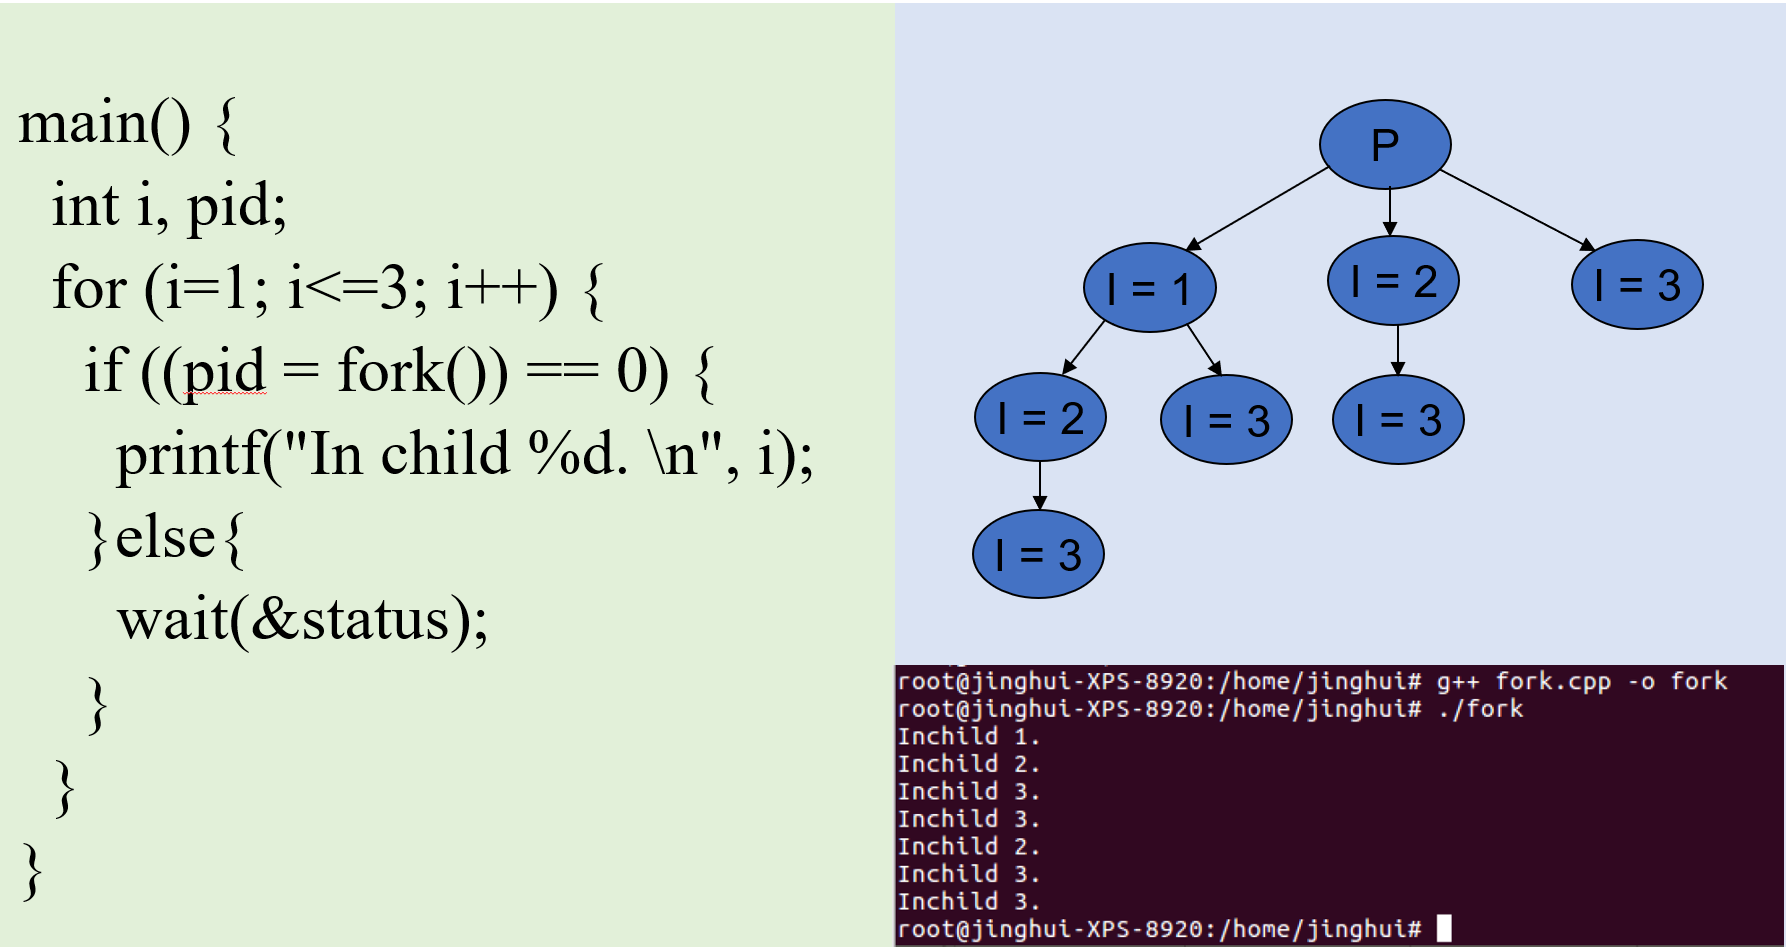 main() {
int i, pid;
for (i=1; i<=3; i++) {
if ((pid = fork()) == 0) {
printf("In child %d. \n", i);
}else{
wait(&status);
}
}
}
P
I = 1
I = 2
I = 3
I = 2
I = 3
I = 3
I = 3
root@jinghui-XPS-8920:/home/jinghui# g++ fork.cpp -o fork
root@jinghui-XPS-8920:/home/jinghui# ./fork
Inchild 1.
Inchild 2.
Inchild 3.
Inchild 3.
Inchild 2.
Inchild 3.
Inchild 3.
root@jinghui-XPS-8920:/home/jinghui#